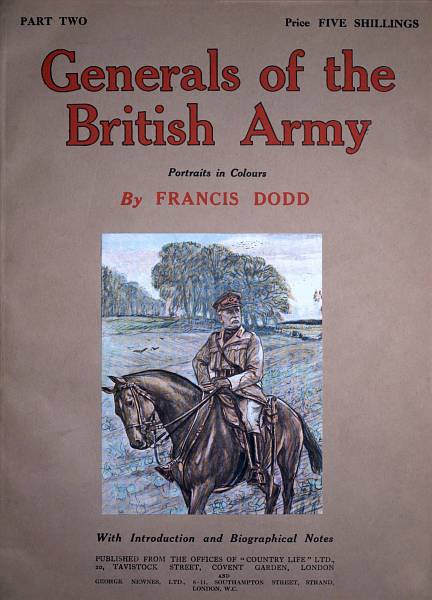 PART TWO Price FIVE SHILLINGS
Generals of the
British Army
Portraits in Colours
By FRANCIS DODD
With Introduction and Biographical Notes
PUBLISHED FROM THE OFFICES OF "COUNTRY LIFE" LTD.,
20, TAVISTOCK STREET, COVENT GARDEN, LONDON
AND
GEORGE NEWNES, LTD., 8-11, SOUTHAMPTON STREET, STRAND,
LONDON, W.C.